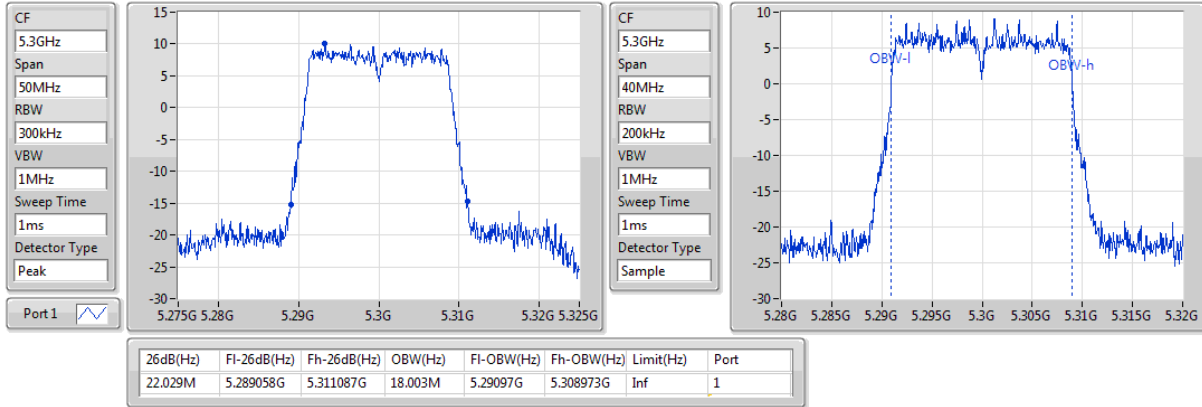 CF
5.3GHz
Span
50MHz
RBW
300kHz
VBW
1MHz
Sweep Time
1ms
Detector Type
Peak
Port 1
15
10
5
0
-5
-10
-15
-20
-25
-30
5.275G 5.28G 5.29G 5.3G 5.31G 5.32G 5.325G
CF
5.3GHz
Span
40MHz
RBW
200kHz
VBW
1MHz
Sweep Time
1ms
Detector Type
Sample
10
5
0
-5
-10
-15
-20
-25
-30
OBW-l
OBW-h
5.28G 5.285G 5.29G 5.295G 5.3G 5.305G 5.31G 5.315G 5.32G
26dB(Hz) Fl-26dB(Hz) Fh-26dB(Hz) OBW(Hz) Fl-OBW(Hz) Fh-OBW(Hz) Limit(Hz) Port
22.029M 5.289058G 5.311087G 18.003M 5.29097G 5.308973G Inf 1